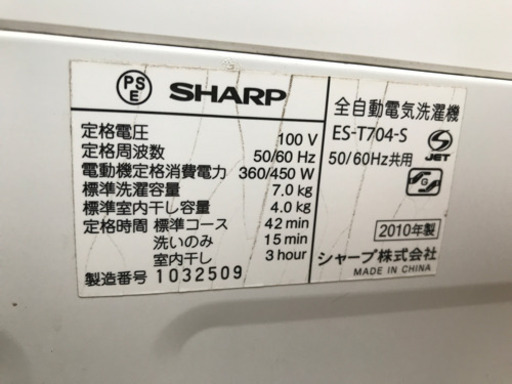 PSE SHARP
定格電圧 100 V
定格周波数 50/60 Hz
電動機定格消費電力 360/450 W
標準洗濯容量 7.0 kg
標準室内干し容量 4.0 kg
定格時間 標準コース 42 min
洗いのみ 15 min
室内干し 3 hour
製造番号 1032509
全自動電気洗濯機
ES-T704-S
50/60Hz共用
S JET
G
2010年製
シャープ株式会社
MADE IN CHINA